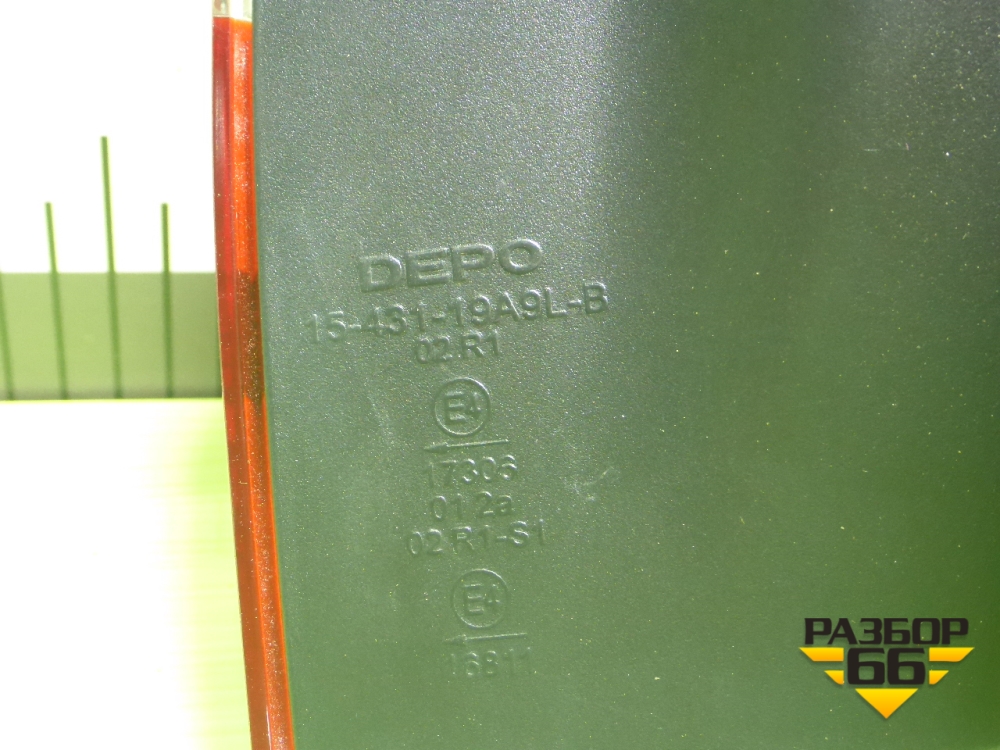 DEPO
15-431-19A9L-B
02 R1
E4
17306
01 2a
02 R1-S1
E4
16811
РАЗБОР
66